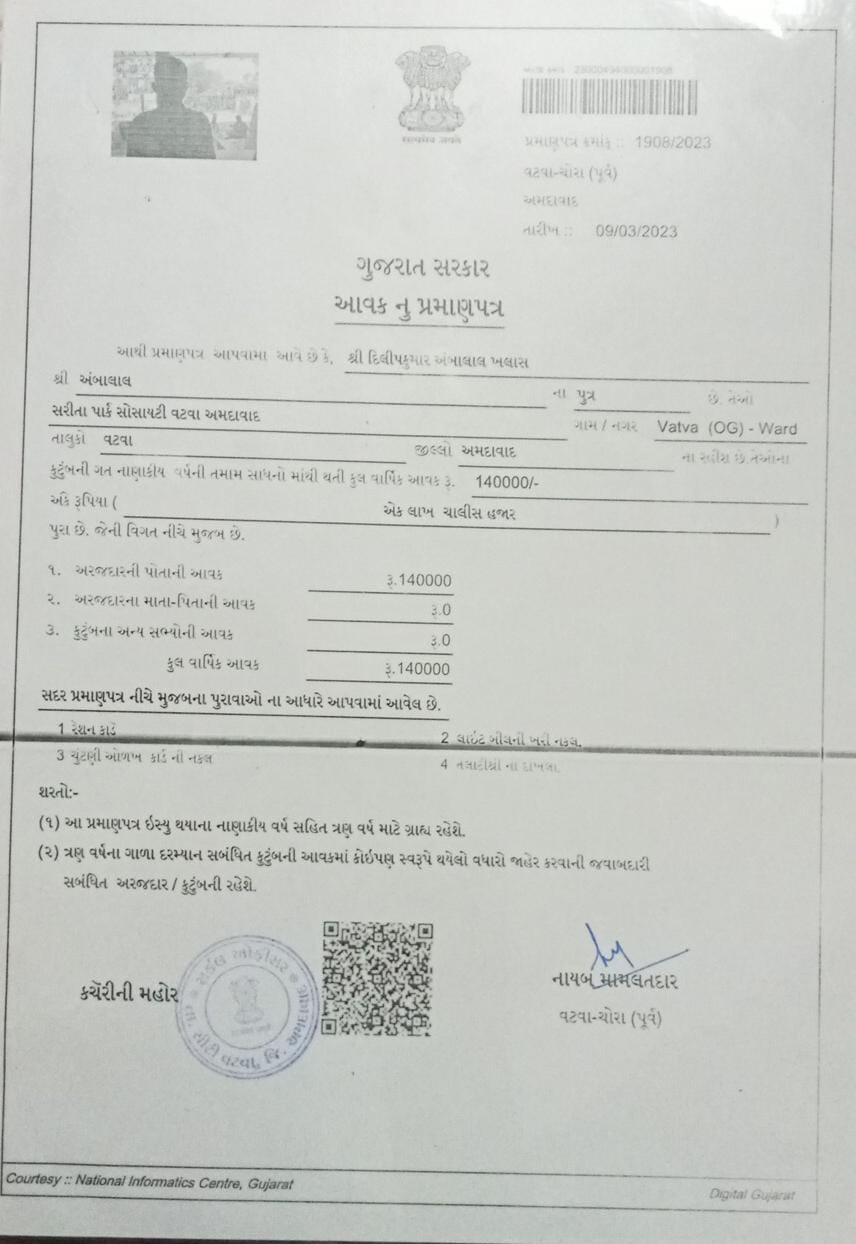 સત્યમેવ જયતે
23000494000001908
પ્રમાણપત્ર ક્રમાંક :: 1908/2023
વટવા-ચોરા (પૂર્વ)
અમદાવાદ
તારીખ :: 09/03/2023
ગુજરાત સરકાર
આવક નુ પ્રમાણપત્ર
આથી પ્રમાણપત્ર આપવામા આવે છે કે, શ્રી દિલીપકુમાર અંબાલાલ ખલાસ
શ્રી અંબાલાલ ના પુત્ર છે. તેઓ
સરીતા પાર્ક સોસાયટી વટવા અમદાવાદ ગામ / નગર Vatva (OG) - Ward
તાલુકો વટવા જીલ્લો અમદાવાદ ના રહીશ છે.તેઓના
કુટુંબની ગત નાણાકીય વર્ષની તમામ સાધનો માંથી થતી કુલ વાર્ષિક આવક રૂ. 140000/-
અંકે રૂપિયા ( એક લાખ ચાલીસ હજાર )
પુરા છે. જેની વિગત નીચે મુજબ છે.
૧. અરજદારની પોતાની આવક રૂ.140000
૨. અરજદારના માતા-પિતાની આવક રૂ.0
૩. કુટુંબના અન્ય સભ્યોની આવક રૂ.0
કુલ વાર્ષિક આવક રૂ.140000
સદર પ્રમાણપત્ર નીચે મુજબના પુરાવાઓ ના આધારે આપવામાં આવેલ છે.
1 રેશન કાર્ડ 2 લાઇટ બીલની ખરી નકલ.
3 ચુંટણી ઓળખ કાર્ડ ની નકલ 4 તલાટીશ્રી ના દાખલા.
શરતો:-
(૧) આ પ્રમાણપત્ર ઇસ્યુ થયાના નાણાકીય વર્ષ સહિત ત્રણ વર્ષ માટે ગ્રાહ્ય રહેશે.
(૨) ત્રણ વર્ષના ગાળા દરમ્યાન સબંધિત કુટુંબની આવકમાં કોઇપણ સ્વરૂપે થયેલો વધારો જાહેર કરવાની જવાબદારી
સબંધિત અરજદાર / કુટુંબની રહેશે.
કચૅરીની મહોર
સર્કલ ઓફીસર
સીટી વટવા, જિ. અમદાવાદ
નાયબ મામલતદાર
વટવા-ચોરા (પૂર્વ)
Courtesy :: National Informatics Centre, Gujarat
Digital Gujarat